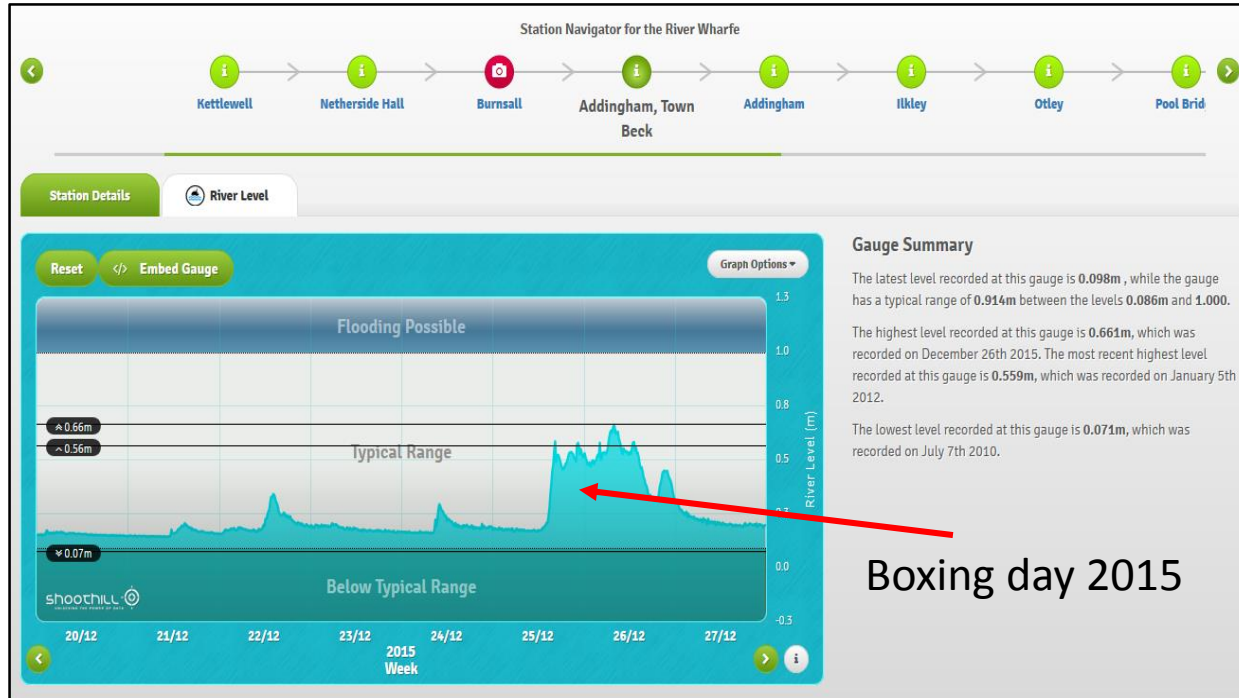 Station Navigator for the River Wharfe
Kettlewell
Netherside Hall
Burnsall
Addingham, Town
Beck
Addingham
Ilkley
Otley
Pool Brid
Station Details
River Level
Reset
</> Embed Gauge
Graph Options
Flooding Possible
Typical Range
Below Typical Range
0.66m
0.56m
0.07m
1.3
1.0
0.8
0.5
0.3
0.0
-0.3
River Level (m)
shoothill
20/12 21/12 22/12 23/12 24/12 25/12 26/12 27/12
2015
Week
Gauge Summary
The latest level recorded at this gauge is 0.098m , while the gauge
has a typical range of 0.914m between the levels 0.086m and 1.000.
The highest level recorded at this gauge is 0.661m, which was
recorded on December 26th 2015. The most recent highest level
recorded at this gauge is 0.559m, which was recorded on January 5th
2012.
The lowest level recorded at this gauge is 0.071m, which was
recorded on July 7th 2010.
Boxing day 2015